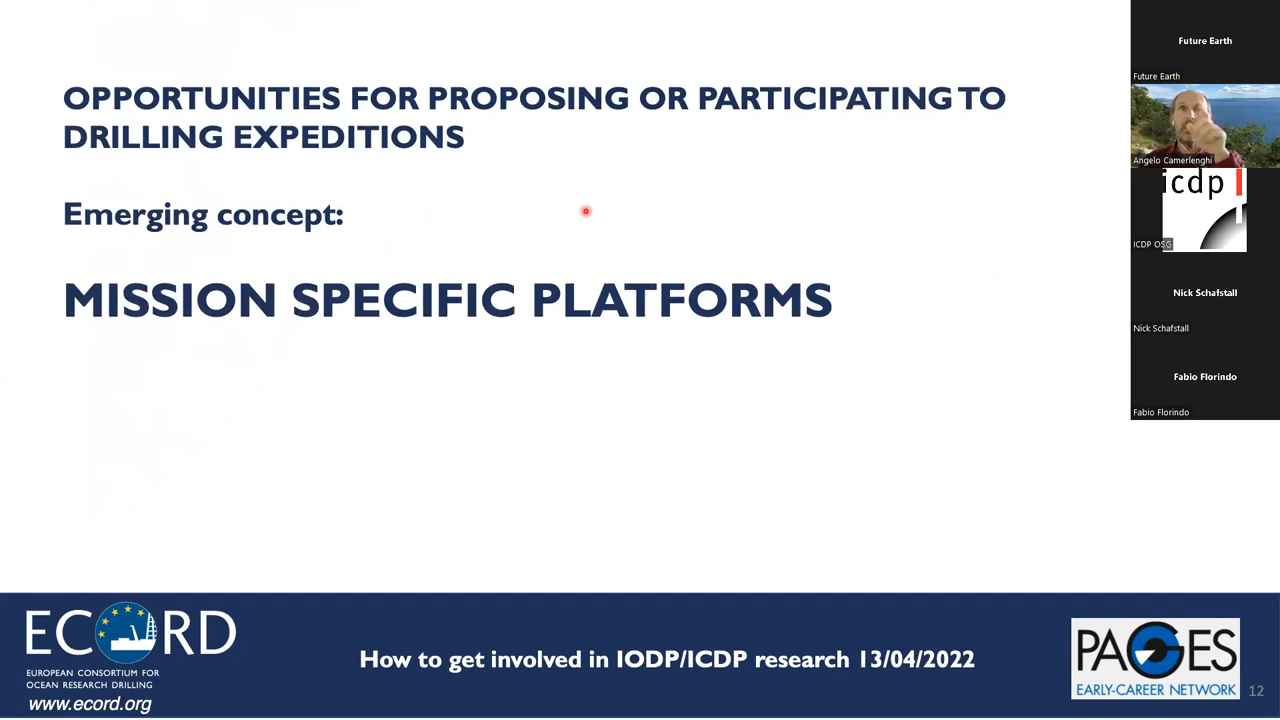 OPPORTUNITIES FOR PROPOSING OR PARTICIPATING TO
DRILLING EXPEDITIONS
Emerging concept:
MISSION SPECIFIC PLATFORMS
Future Earth
Future Earth
Angelo Camerlenghi
icdp
ICDP OSG
Nick Schafstall
Nick Schafstall
Fabio Florindo
Fabio Florindo
ECORD
EUROPEAN CONSORTIUM FOR
OCEAN RESEARCH DRILLING
www.ecord.org
How to get involved in IODP/ICDP research 13/04/2022
PAGES
EARLY-CAREER NETWORK
12